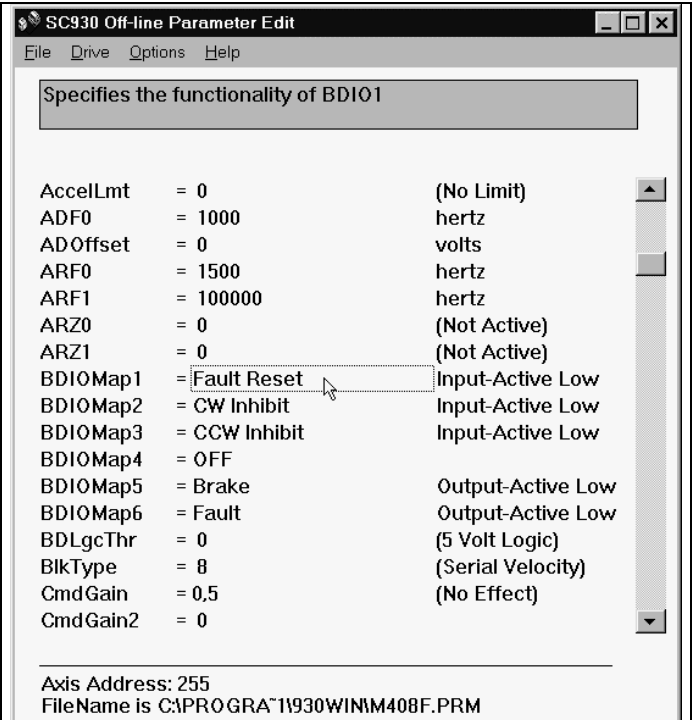 SC930 Off-line Parameter Edit
File Drive Options Help
Specifies the functionality of BDIO1
AccelLmt = 0 (No Limit)
ADF0 = 1000 hertz
ADOffset = 0 volts
ARF0 = 1500 hertz
ARF1 = 100000 hertz
ARZ0 = 0 (Not Active)
ARZ1 = 0 (Not Active)
BDIOMap1 = Fault Reset Input-Active Low
BDIOMap2 = CW Inhibit Input-Active Low
BDIOMap3 = CCW Inhibit Input-Active Low
BDIOMap4 = OFF
BDIOMap5 = Brake Output-Active Low
BDIOMap6 = Fault Output-Active Low
BDLgcThr = 0 (5 Volt Logic)
BlkType = 8 (Serial Velocity)
CmdGain = 0,5 (No Effect)
CmdGain2 = 0
Axis Address: 255
FileName is C:\PROGRA~1\930WIN\M408F.PRM